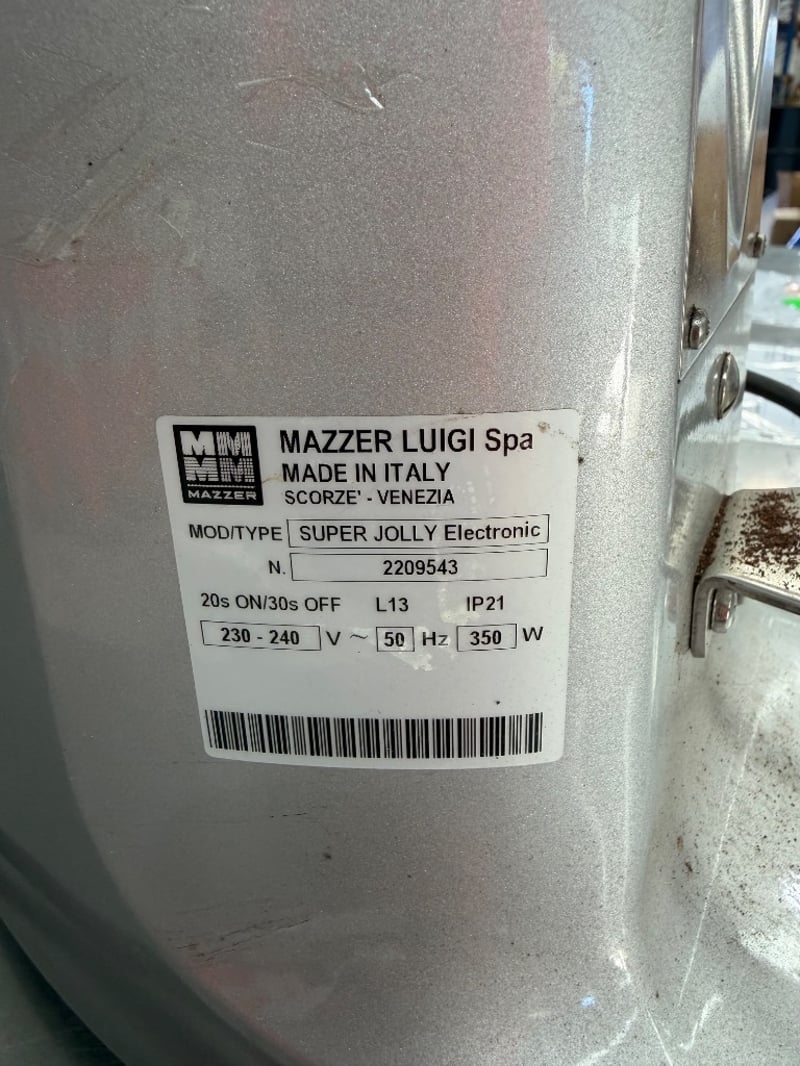 MAZZER
MAZZER LUIGI Spa
MADE IN ITALY
SCORZE' - VENEZIA
MOD/TYPE SUPER JOLLY Electronic
N. 2209543
20s ON/30s OFF L13 IP21
230 - 240 V ~ 50 Hz 350 W